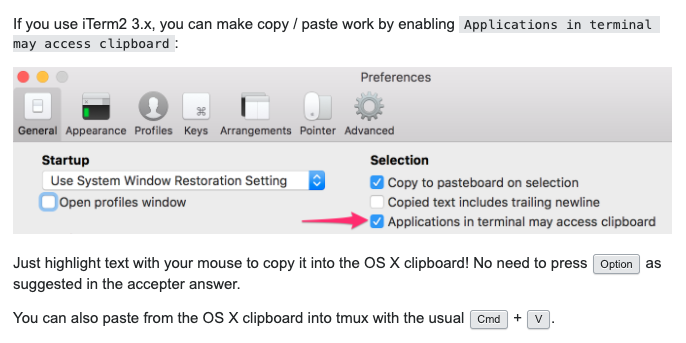 If you use iTerm2 3.x, you can make copy / paste work by enabling Applications in terminal
may access clipboard:
Preferences
General Appearance Profiles Keys Arrangements Pointer Advanced
Startup
Use System Window Restoration Setting
Open profiles window
Selection
Copy to pasteboard on selection
Copied text includes trailing newline
Applications in terminal may access clipboard
Just highlight text with your mouse to copy it into the OS X clipboard! No need to press Option as
suggested in the accepter answer.
You can also paste from the OS X clipboard into tmux with the usual Cmd + V.